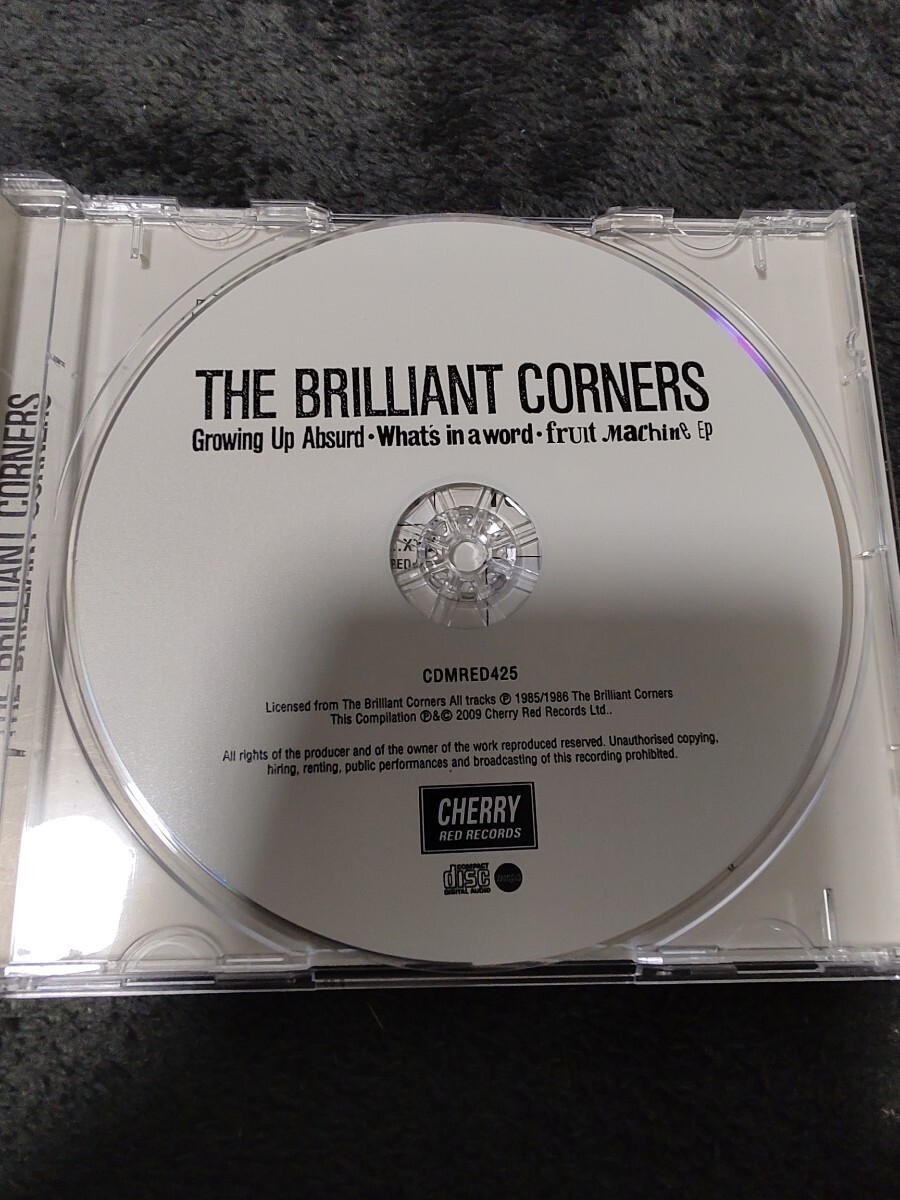 THE BRILLIANT CORNERS
Growing Up Absurd · What's in a word · fruit machine EP
CDMRED425
Licensed from The Brilliant Corners All tracks ℗ 1985/1986 The Brilliant Corners
This Compilation ℗&© 2009 Cherry Red Records Ltd..
All rights of the producer and of the owner of the work reproduced reserved. Unauthorised copying,
hiring, renting, public performances and broadcasting of this recording prohibited.
CHERRY
RED RECORDS
COMPACT
disc
DIGITAL AUDIO
THE BRILLIANT CORNERS